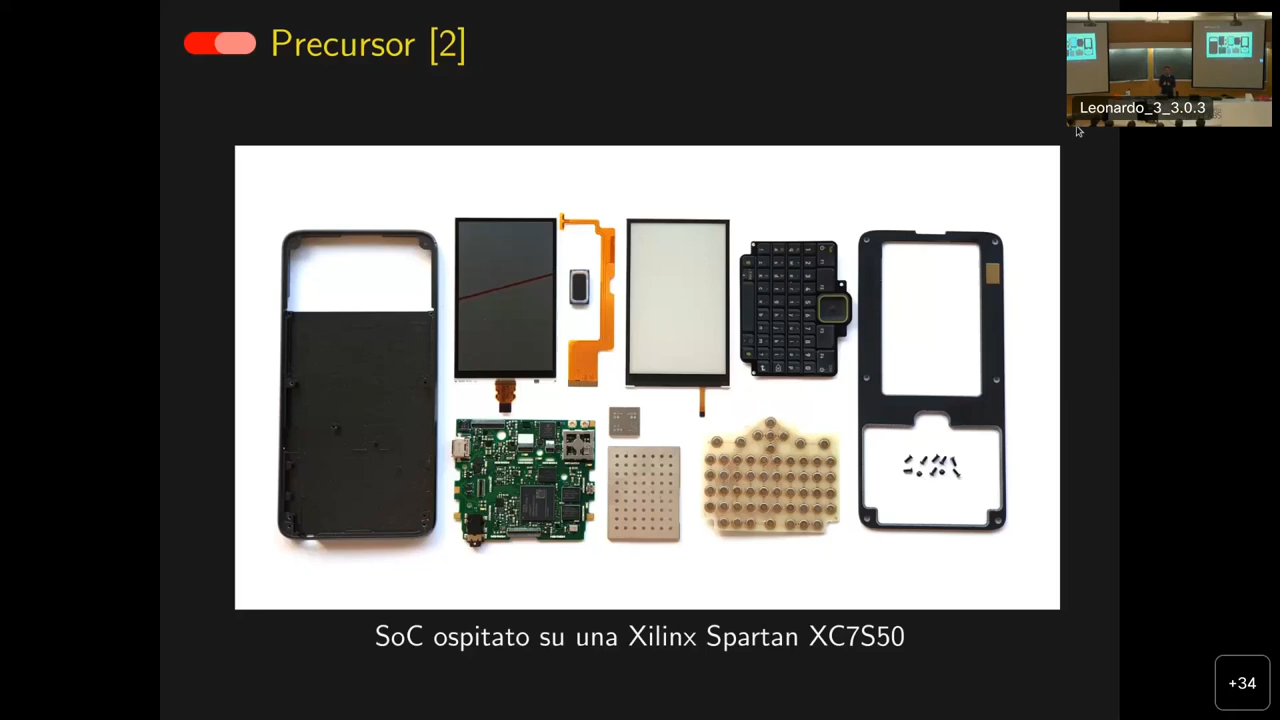 Precursor [2]
Leonardo_3_3.0.3
SoC ospitato su una Xilinx Spartan XC7S50
+34